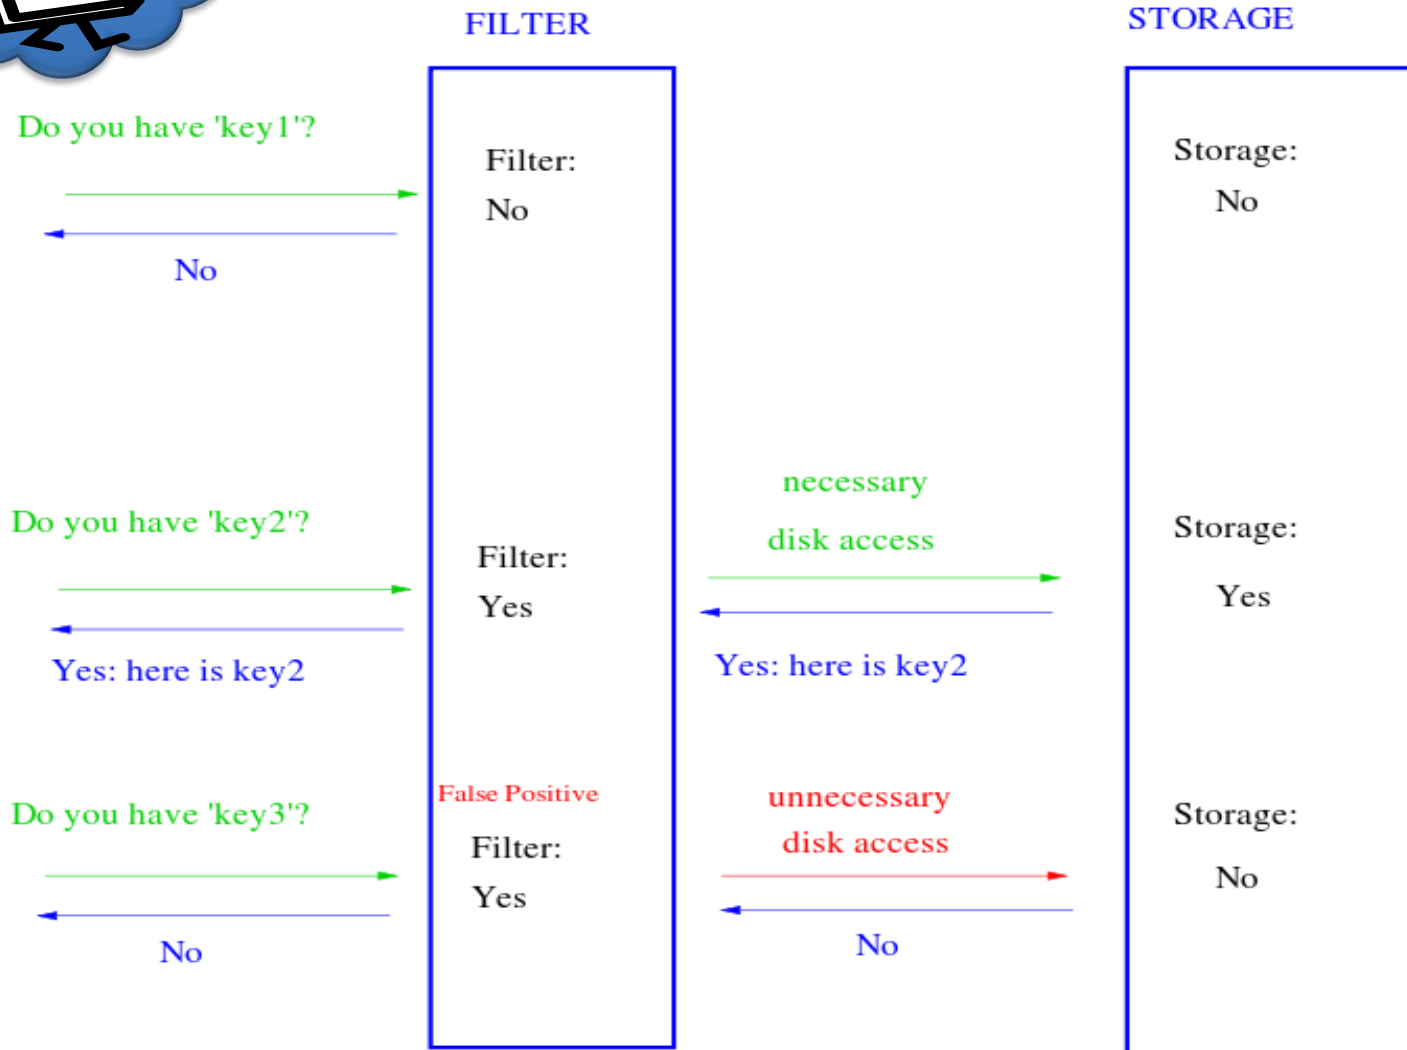 FILTER
STORAGE
Do you have 'key1'?
Filter:
No
Storage:
No
No
necessary
disk access
Do you have 'key2'?
Filter:
Yes
Storage:
Yes
Yes: here is key2
Yes: here is key2
False Positive
unnecessary
disk access
Do you have 'key3'?
Filter:
Yes
Storage:
No
No
No